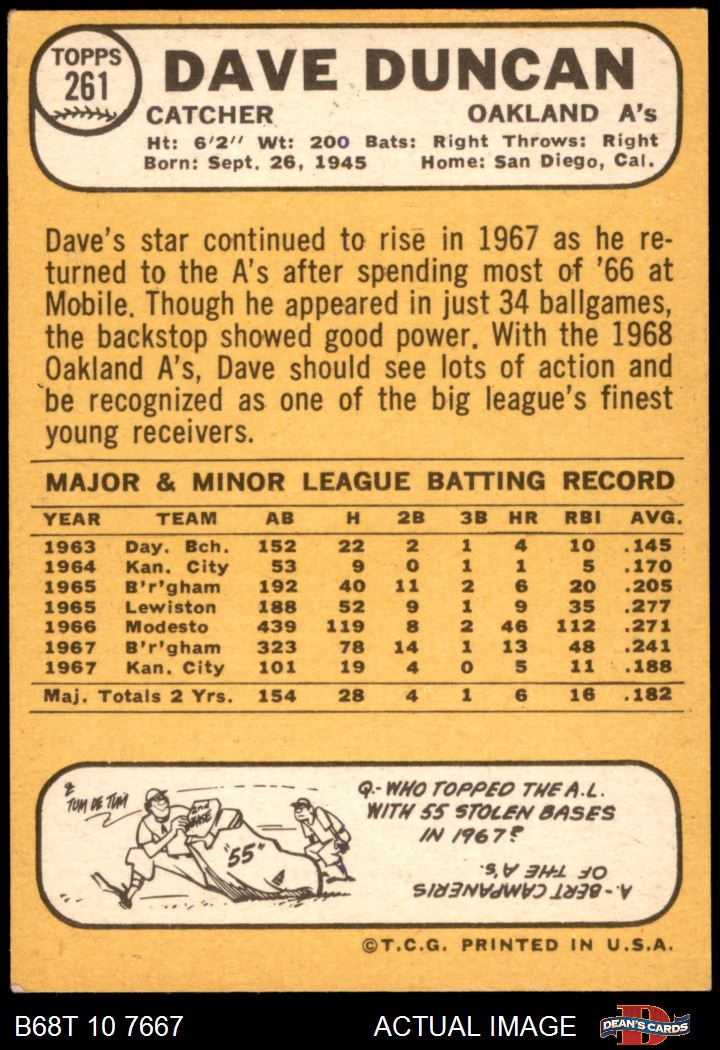 TOPPS
261
DAVE DUNCAN
CATCHER OAKLAND A's
Ht: 6'2" Wt: 200 Bats: Right Throws: Right
Born: Sept. 26, 1945 Home: San Diego, Cal.
Dave's star continued to rise in 1967 as he re-
turned to the A's after spending most of '66 at
Mobile. Though he appeared in just 34 ballgames,
the backstop showed good power. With the 1968
Oakland A's, Dave should see lots of action and
be recognized as one of the big league's finest
young receivers.
MAJOR & MINOR LEAGUE BATTING RECORD
YEAR TEAM AB H 2B 3B HR RBI AVG.
1963 Day. Bch. 152 22 2 1 4 10 .145
1964 Kan. City 53 9 0 1 1 5 .170
1965 B'r'gham 192 40 11 2 6 20 .205
1965 Lewiston 188 52 9 1 9 35 .277
1966 Modesto 439 119 8 2 46 112 .271
1967 B'r'gham 323 78 14 1 13 48 .241
1967 Kan. City 101 19 4 0 5 11 .188
Maj. Totals 2 Yrs. 154 28 4 1 6 16 .182
TUM DE TUM
2nd
BASE
"55"
Q.- WHO TOPPED THE A.L.
WITH 55 STOLEN BASES
IN 1967?
A.- BERT CAMPANERIS
OF THE A's.
©T.C.G. PRINTED IN U.S.A.
B68T 10 7667 ACTUAL IMAGE
D
DEAN'S CARDS